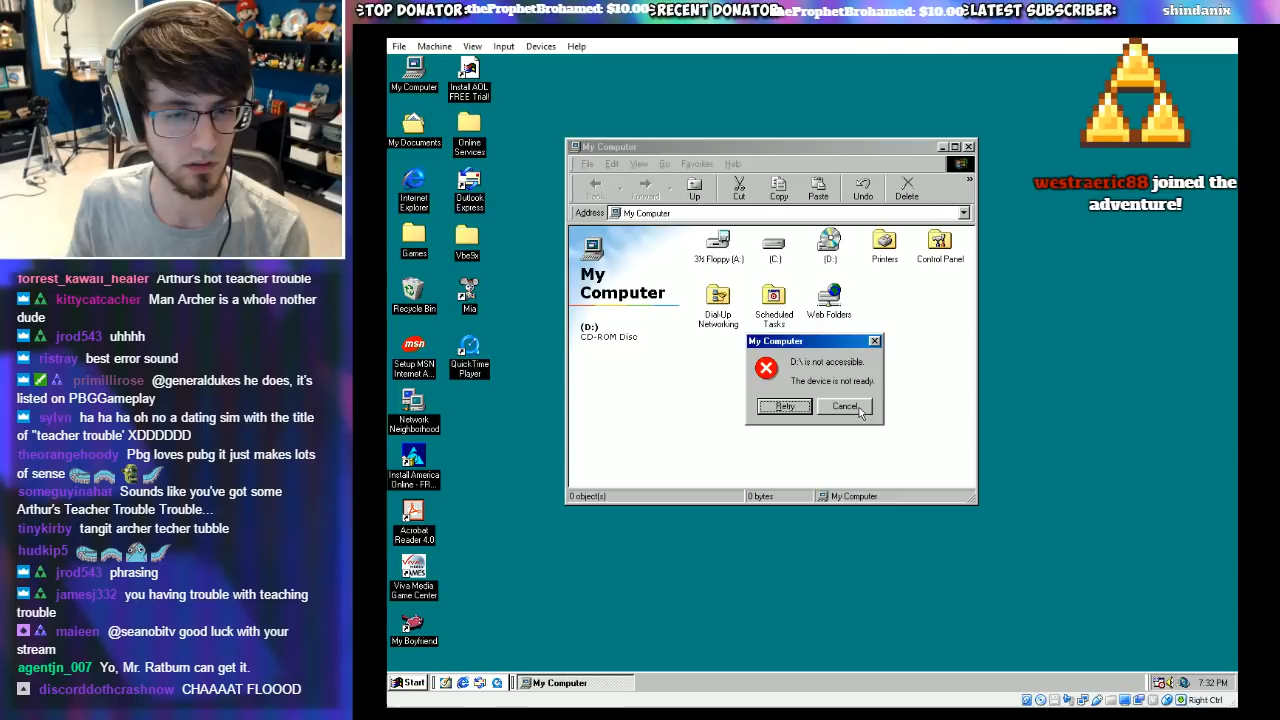 TOP DONATOR: theProphetBrohamed: $10.00 RECENT DONATOR: theProphetBrohamed: $10.00 LATEST SUBSCRIBER: shindanix
File Machine View Input Devices Help
westraeric88 joined the
adventure!
My Computer
Install AOL
FREE Trial!
My Documents
Online
Services
Internet
Explorer
Outlook
Express
Games
Vba9x
Recycle Bin
Mia
Setup MSN
Internet A...
QuickTime
Player
Network
Neighborhood
Install America
Online - FR...
Acrobat
Reader 4.0
Viva Media
Game Center
My Boyfriend
My Computer
File Edit View Go Favorites Help
Back Forward Up Cut Copy Paste Undo Delete
Address My Computer
My
Computer
(D:)
CD-ROM Disc
3½ Floppy (A:) (C:) (D:) Printers Control Panel
Dial-Up
Networking
Scheduled
Tasks
Web Folders
My Computer
D:\ is not accessible.
The device is not ready.
Retry Cancel
0 object(s) 0 bytes My Computer
forrest_kawaii_healer Arthur's hot teacher trouble
kittycatcacher Man Archer is a whole nother
dude
jrod543 uhhhh
ristray best error sound
primillirose @generaldukes he does, it's
listed on PBGGameplay
sylvn ha ha ha oh no a dating sim with the
title of "teacher trouble' XDDDDDD
theorangehoody Pbg loves pubg it just makes lots
of sense
someguyinahat Sounds like you've got some
Arthur's Teacher Trouble Trouble...
tinykirby tangit archer techer tubble
hudkip5
jrod543 phrasing
jamesj332 you having trouble with teaching
trouble
maieen @seanobitv good luck with your
stream
agentjn_007 Yo, Mr. Ratburn can get it.
discorddothcrashnow CHAAAAT FLOOOD
Start My Computer 7:32 PM
Right Ctrl